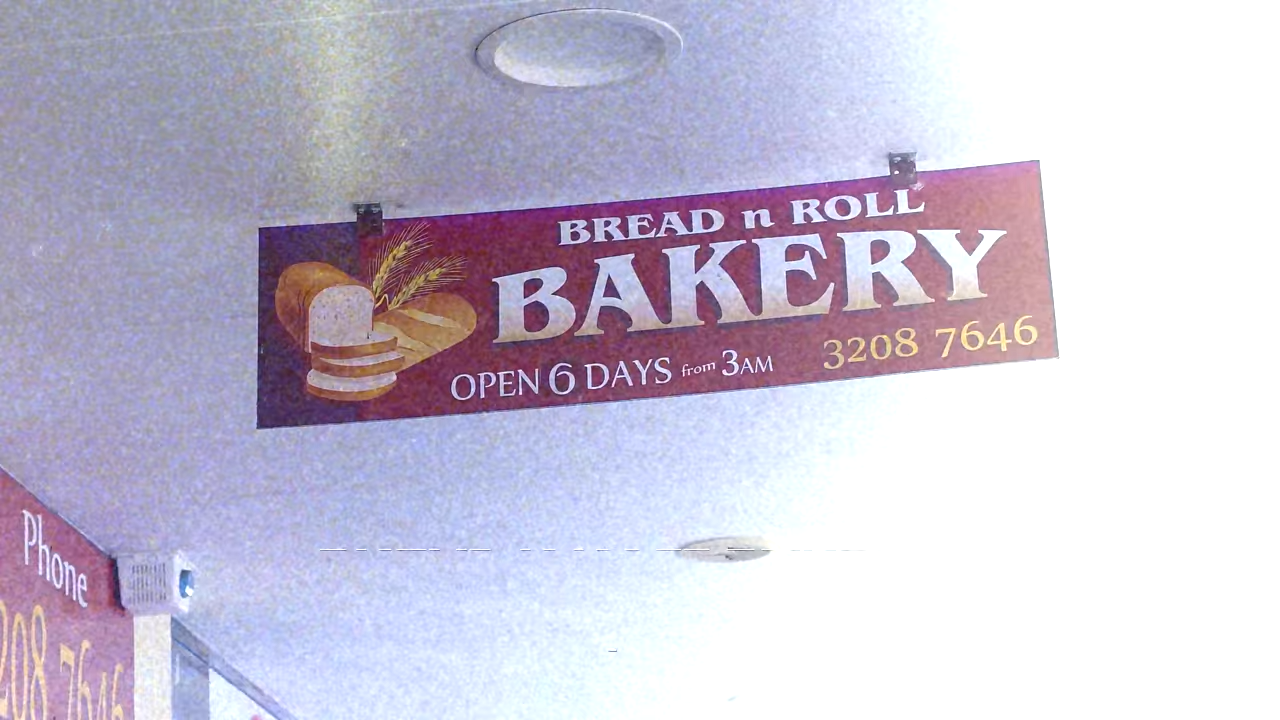 BREAD n ROLL
BAKERY
OPEN 6 DAYS from 3AM 3208 7646
Phone
208 7646